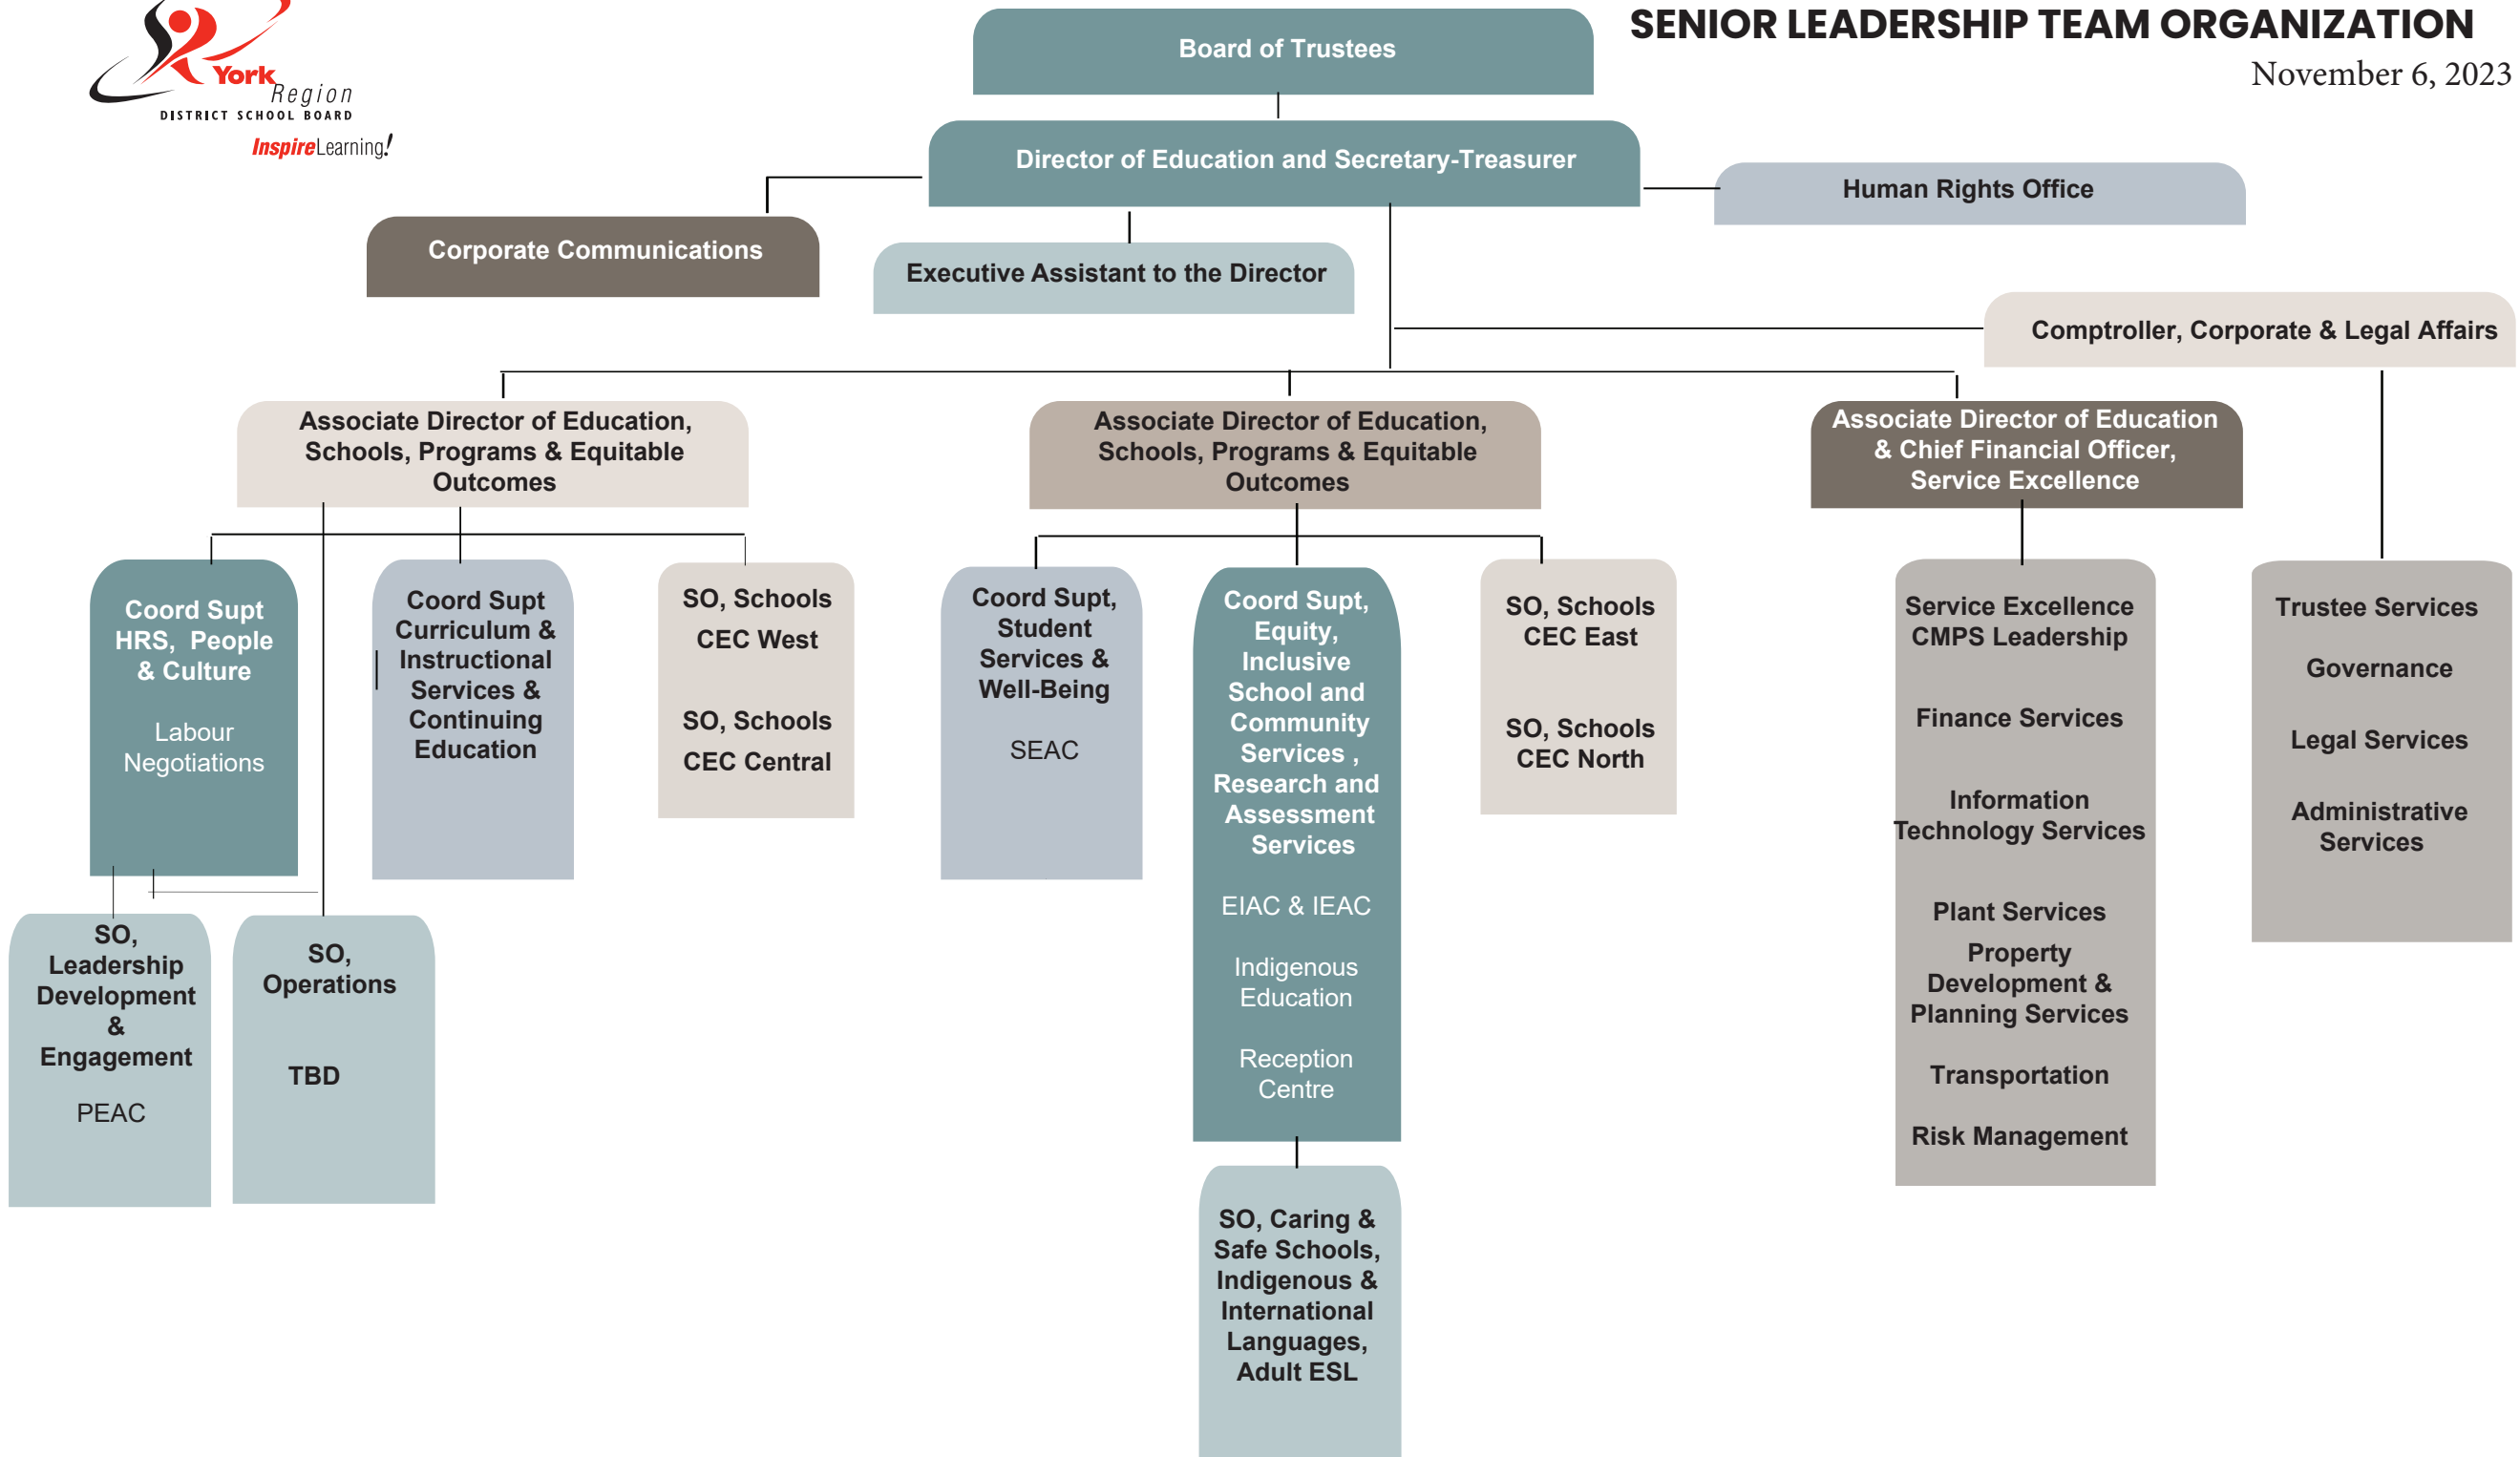 York
Region
DISTRICT SCHOOL BOARD
InspireLearning!
SENIOR LEADERSHIP TEAM ORGANIZATION
November 6, 2023
Board of Trustees
Director of Education and Secretary-Treasurer
Human Rights Office
Corporate Communications
Executive Assistant to the Director
Comptroller, Corporate & Legal Affairs
Associate Director of Education,
Schools, Programs & Equitable
Outcomes
Associate Director of Education,
Schools, Programs & Equitable
Outcomes
Associate Director of Education
& Chief Financial Officer,
Service Excellence
Coord Supt
HRS, People
& Culture
Labour
Negotiations
Coord Supt
Curriculum &
Instructional
Services &
Continuing
Education
SO, Schools
CEC West
SO, Schools
CEC Central
Coord Supt,
Student
Services &
Well-Being
SEAC
Coord Supt,
Equity,
Inclusive
School and
Community
Services ,
Research and
Assessment
Services
EIAC & IEAC
Indigenous
Education
Reception
Centre
SO, Schools
CEC East
SO, Schools
CEC North
Service Excellence
CMPS Leadership
Finance Services
Information
Technology Services
Plant Services
Property
Development &
Planning Services
Transportation
Risk Management
Trustee Services
Governance
Legal Services
Administrative
Services
SO,
Leadership
Development
&
Engagement
PEAC
SO,
Operations
TBD
SO, Caring &
Safe Schools,
Indigenous &
International
Languages,
Adult ESL